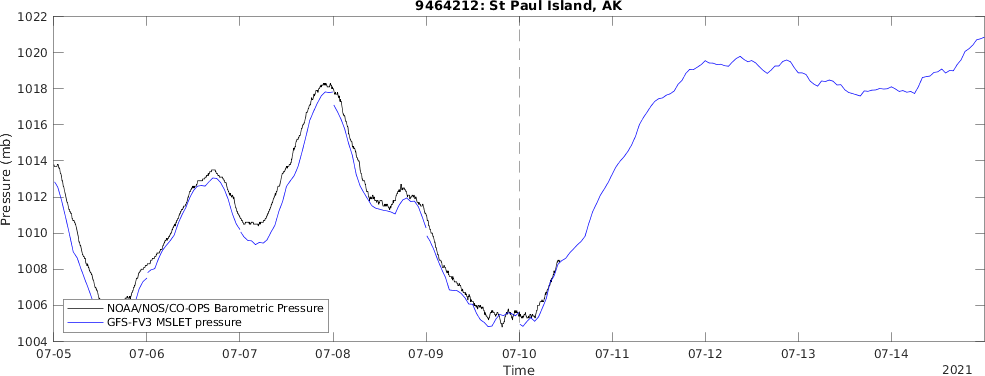 9464212: St Paul Island, AK
1022
1020
1018
1016
1014
1012
1010
1008
1006
1004
Pressure (mb)
NOAA/NOS/CO-OPS Barometric Pressure
GFS-FV3 MSLET pressure
07-05 07-06 07-07 07-08 07-09 07-10 07-11 07-12 07-13 07-14
Time
2021